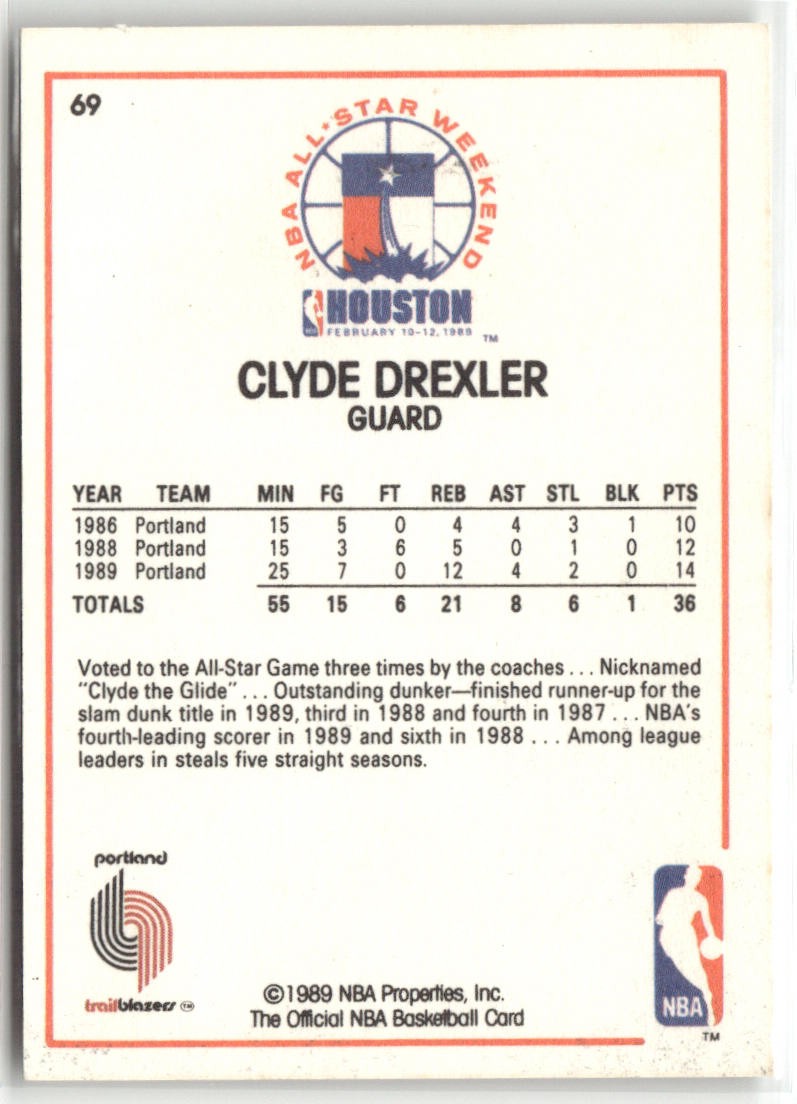 69
NBA ALL★STAR WEEKEND
NBA
HOUSTON
FEBRUARY 10-12, 1989
TM
CLYDE DREXLER
GUARD
YEAR TEAM MIN FG FT REB AST STL BLK PTS
1986 Portland 15 5 0 4 4 3 1 10
1988 Portland 15 3 6 5 0 1 0 12
1989 Portland 25 7 0 12 4 2 0 14
TOTALS 55 15 6 21 8 6 1 36
Voted to the All-Star Game three times by the coaches . . . Nicknamed
"Clyde the Glide" . . . Outstanding dunker—finished runner-up for the
slam dunk title in 1989, third in 1988 and fourth in 1987 . . . NBA's
fourth-leading scorer in 1989 and sixth in 1988 . . . Among league
leaders in steals five straight seasons.
portland
trailblazers TM
©1989 NBA Properties, Inc.
The Official NBA Basketball Card
NBA
TM